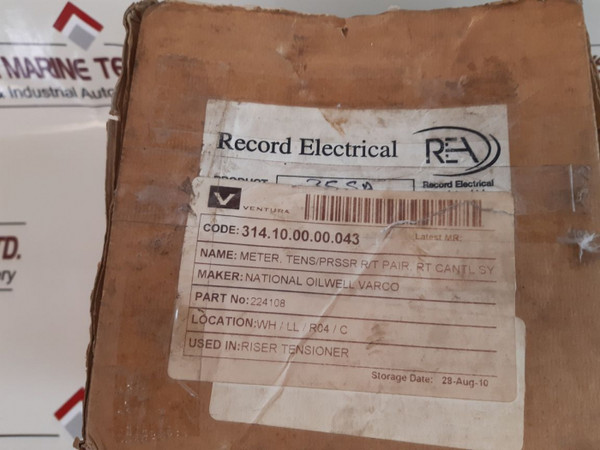 MARINE TE
& Industrial Auto
TD.
Record Electrical
REA
PRODUCT
Record Electrical
VENTURA
CODE: 314.10.00.00.043
Latest MR:
NAME: METER, TENS/PRSSR R/T PAIR, RT CANTL SY
MAKER: NATIONAL OILWELL VARCO
PART No: 224108
LOCATION: WH / LL / R04 / C
USED IN: RISER TENSIONER
Storage Date: 28-Aug-10